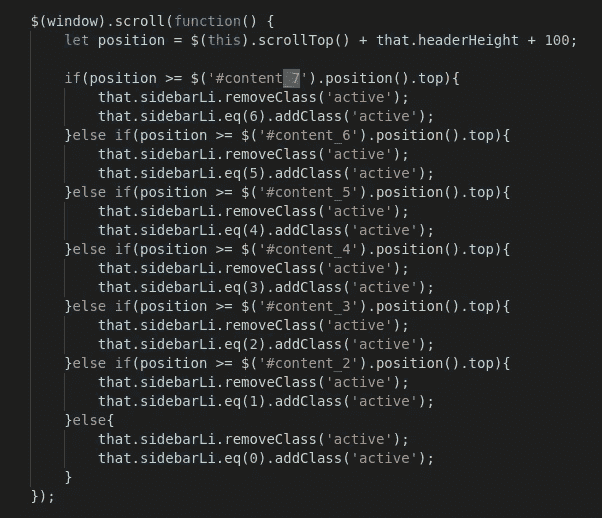 $(window).scroll(function() {
    let position = $(this).scrollTop() + that.headerHeight + 100;

    if(position >= $('#content_7').position().top){
        that.sidebarLi.removeClass('active');
        that.sidebarLi.eq(6).addClass('active');
    }else if(position >= $('#content_6').position().top){
        that.sidebarLi.removeClass('active');
        that.sidebarLi.eq(5).addClass('active');
    }else if(position >= $('#content_5').position().top){
        that.sidebarLi.removeClass('active');
        that.sidebarLi.eq(4).addClass('active');
    }else if(position >= $('#content_4').position().top){
        that.sidebarLi.removeClass('active');
        that.sidebarLi.eq(3).addClass('active');
    }else if(position >= $('#content_3').position().top){
        that.sidebarLi.removeClass('active');
        that.sidebarLi.eq(2).addClass('active');
    }else if(position >= $('#content_2').position().top){
        that.sidebarLi.removeClass('active');
        that.sidebarLi.eq(1).addClass('active');
    }else{
        that.sidebarLi.removeClass('active');
        that.sidebarLi.eq(0).addClass('active');
    }
});